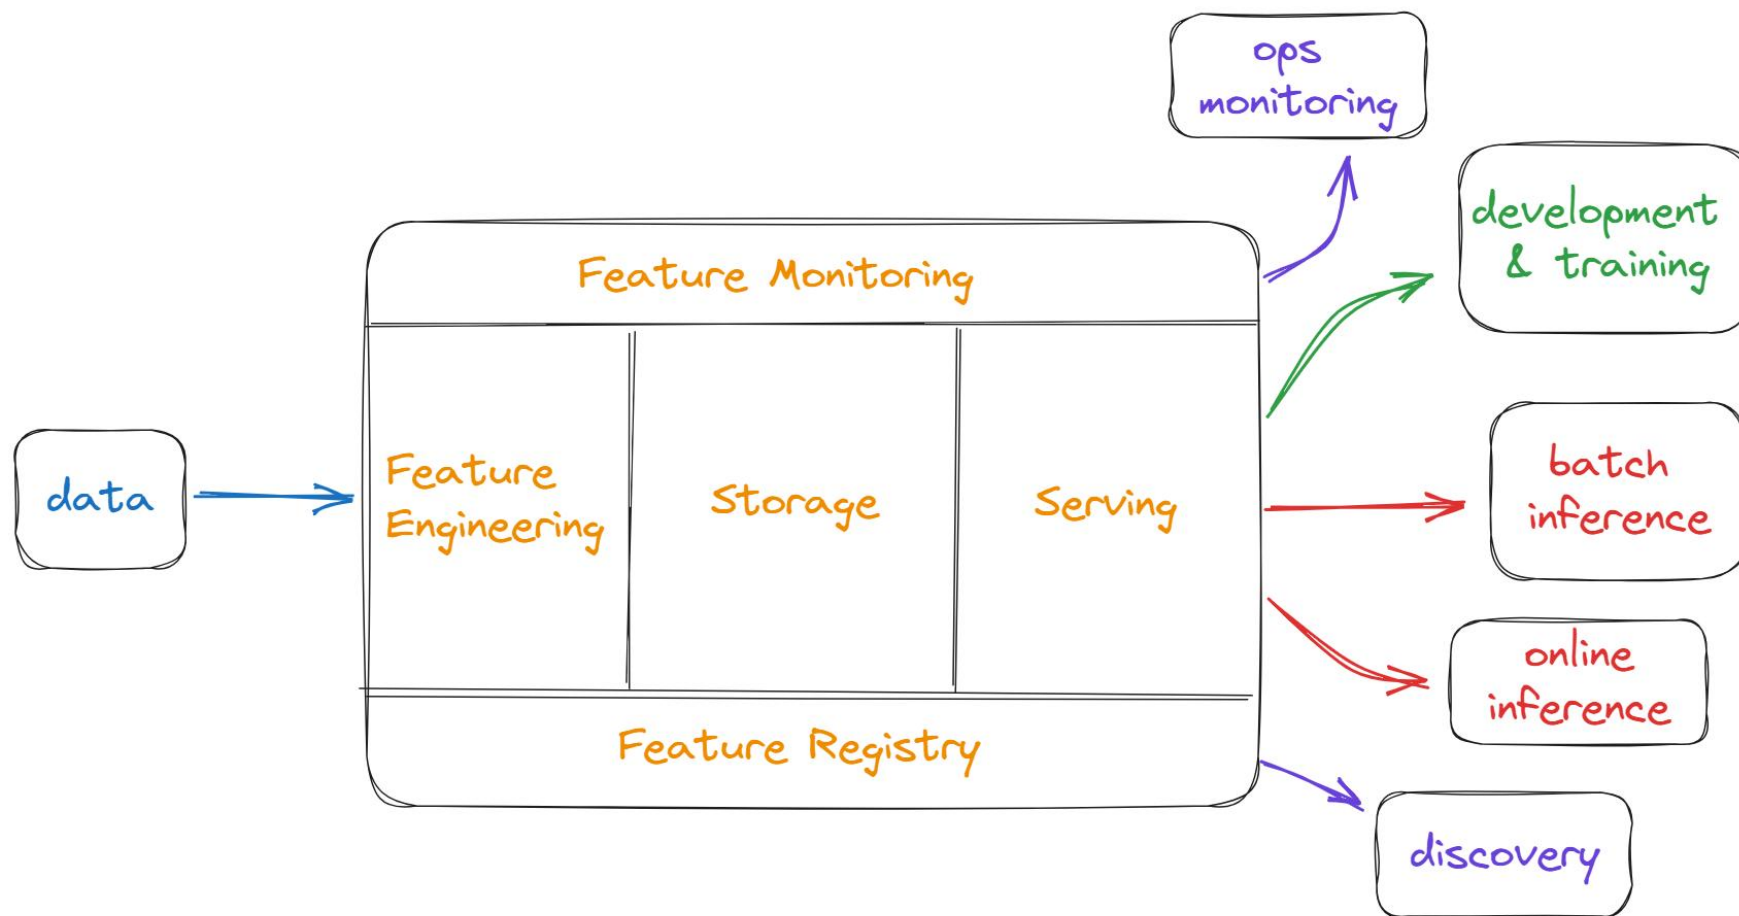 ops
monitoring
development
& training
Feature Monitoring
data
Feature
Engineering
Storage
Serving
batch
inference
online
inference
Feature Registry
discovery